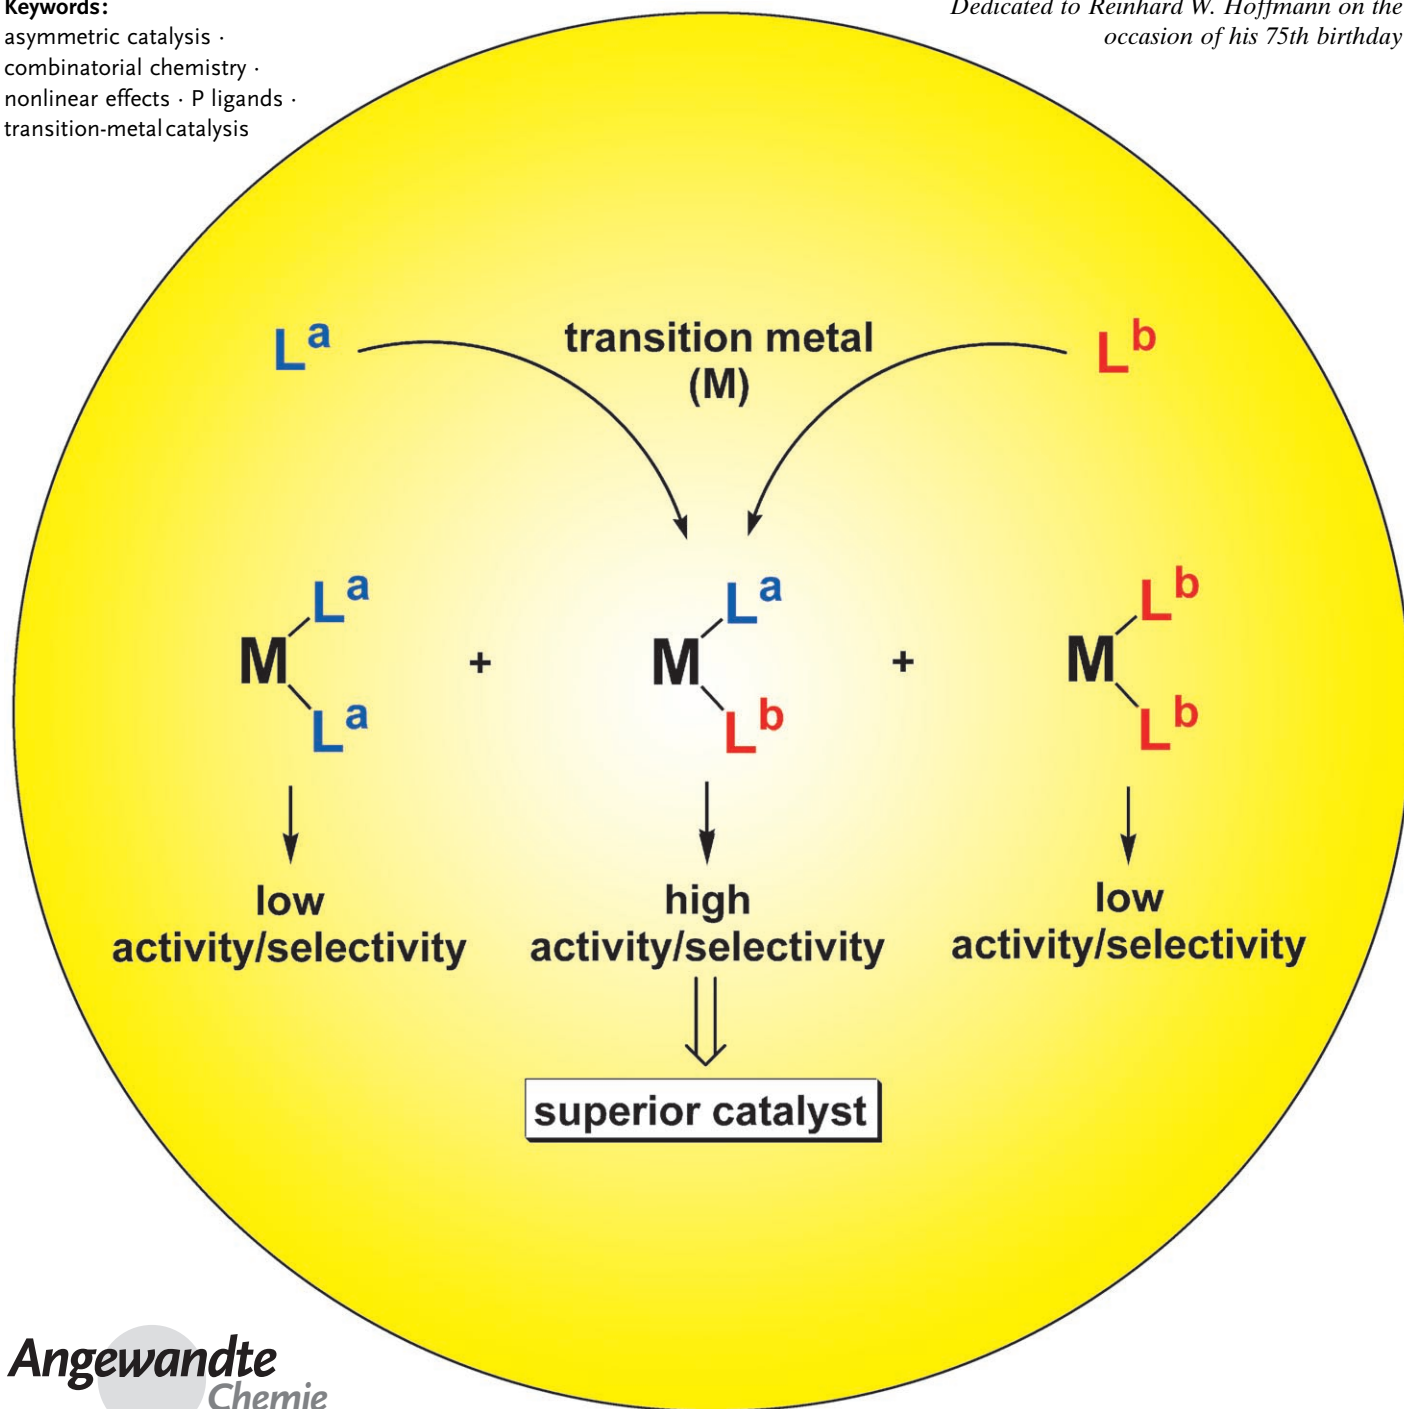 Keywords:
asymmetric catalysis ·
combinatorial chemistry ·
nonlinear effects · P ligands ·
transition-metal catalysis
Dedicated to Reinhard W. Hoffmann on the
occasion of his 75th birthday
La
transition metal
(M)
Lb
La
M
La
+
La
M
Lb
+
Lb
M
Lb
low
activity/selectivity
high
activity/selectivity
low
activity/selectivity
superior catalyst
Angewandte
Chemie